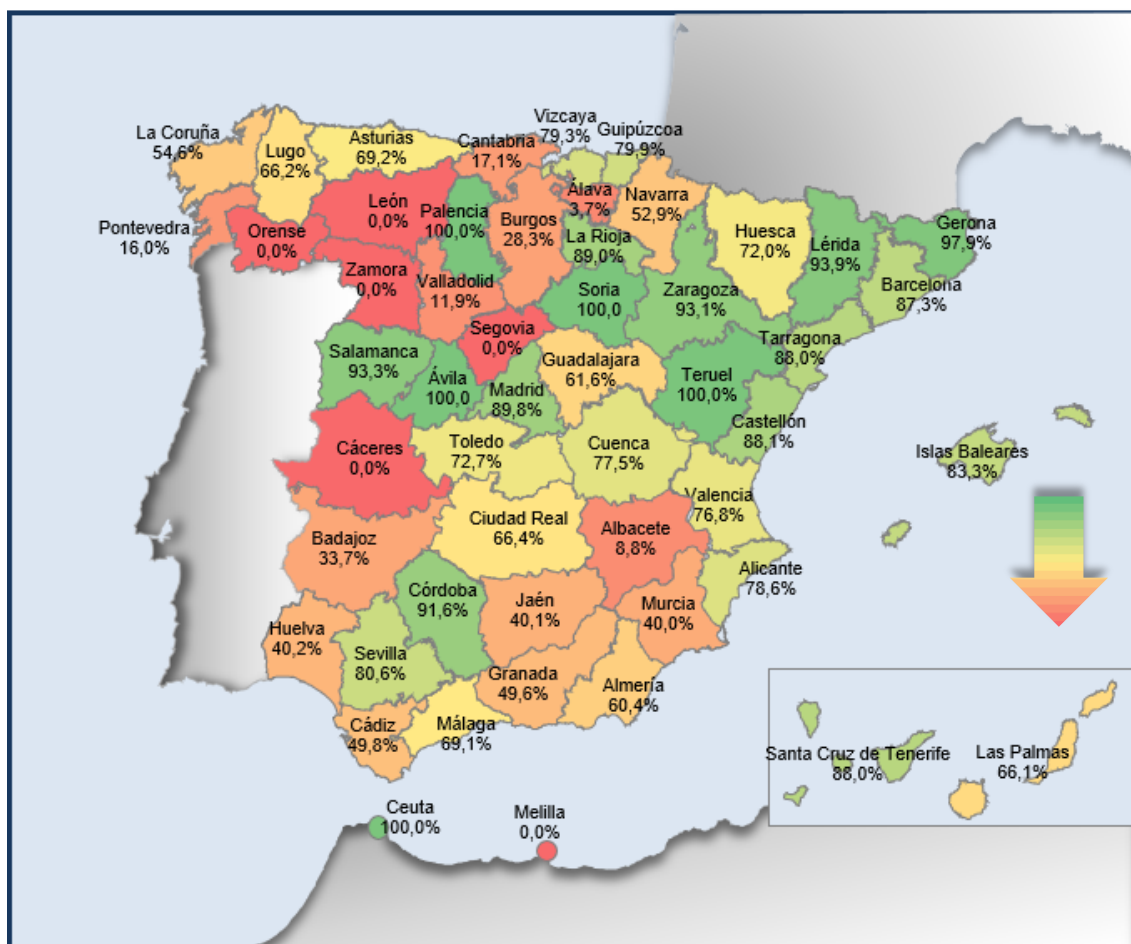 Vizcaya
79,3%
Guipúzcoa
79,9%
La Coruña
54,6%
Lugo
66,2%
Asturias
69,2%
Cantabria
17,1%
Álava
3,7%
Navarra
52,9%
Pontevedra
16,0%
Orense
0,0%
León
0,0%
Palencia
100,0%
Burgos
28,3%
La Rioja
89,0%
Huesca
72,0%
Lérida
93,9%
Gerona
97,9%
Barcelona
87,3%
Zamora
0,0%
Valladolid
11,9%
Soria
100,0
Zaragoza
93,1%
Tarragona
88,0%
Segovia
0,0%
Salamanca
93,3%
Ávila
100,0
Madrid
89,8%
Guadalajara
61,6%
Teruel
100,0%
Castellón
88,1%
Cáceres
0,0%
Toledo
72,7%
Cuenca
77,5%
Islas Baleares
83,3%
Valencia
76,8%
Badajoz
33,7%
Ciudad Real
66,4%
Albacete
8,8%
Alicante
78,6%
Córdoba
91,6%
Jaén
40,1%
Murcia
40,0%
Huelva
40,2%
Sevilla
80,6%
Granada
49,6%
Almería
60,4%
Cádiz
49,8%
Málaga
69,1%
Santa Cruz de Tenerife
88,0%
Las Palmas
66,1%
Ceuta
100,0%
Melilla
0,0%